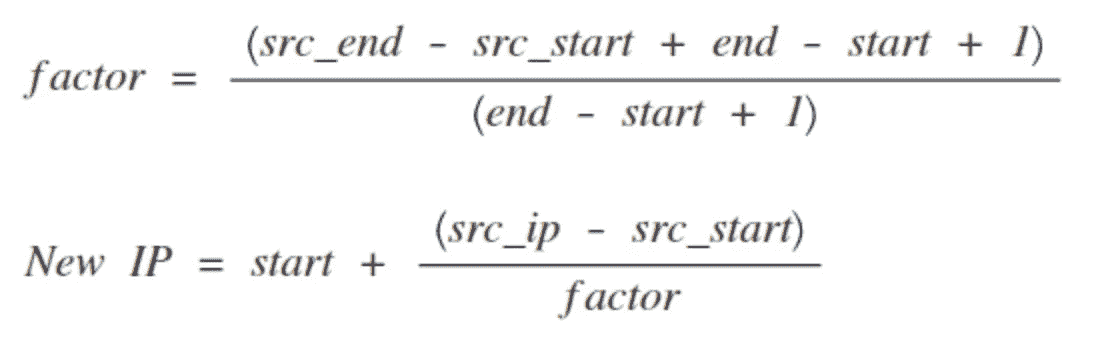 factor = (src_end - src_start + end - start + 1)
(end - start + 1)
New IP = start + (src_ip - src_start)
factor